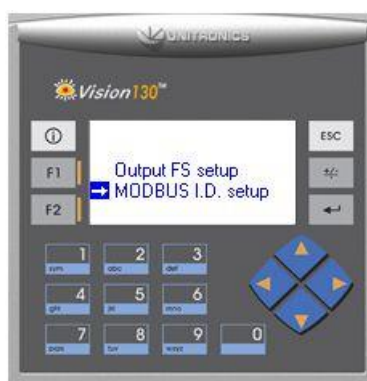 UNITRONICS
Vision130™
ESC
F1
±/:
Output FS setup
MODBUS I.D. setup
F2
1 2 3
abc def
4 5 6
ghi jkl mno
7 8 9 0
tuv